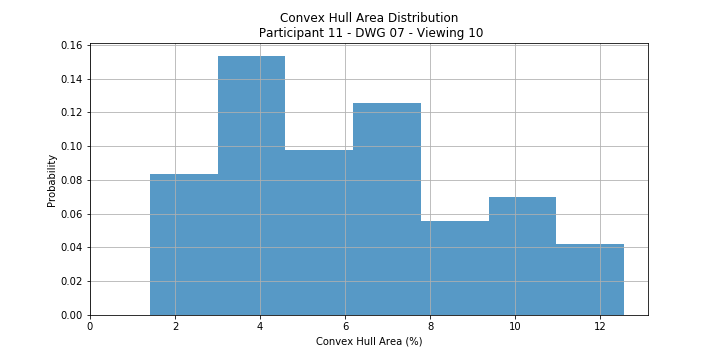 Convex Hull Area Distribution
Participant 11 - DWG 07 - Viewing 10
0.16
0.14
0.12
0.10
0.08
0.06
0.04
0.02
0.00
Probability
0 2 4 6 8 10 12
Convex Hull Area (%)